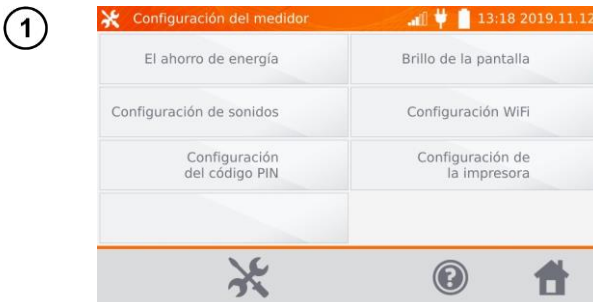 1
Configuración del medidor 13:18 2019.11.12
El ahorro de energía
Brillo de la pantalla
Configuración de sonidos
Configuración WiFi
Configuración
del código PIN
Configuración de
la impresora
?